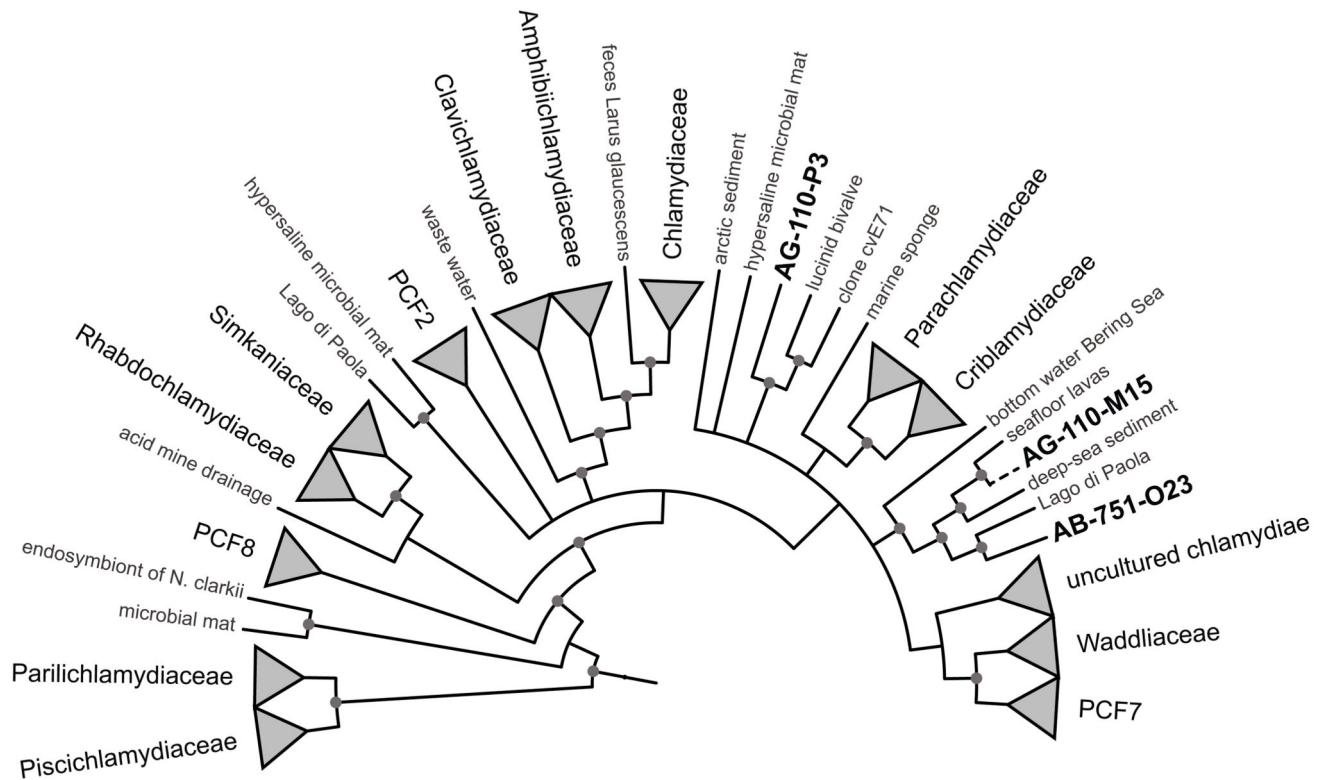 Piscichlamydiaceae
Parilichlamydiaceae
microbial mat
endosymbiont of N. clarkii
PCF8
acid mine drainage
Rhabdochlamydiaceae
Simkaniaceae
Lago di Paola
hypersaline microbial mat
PCF2
waste water
Clavichlamydiaceae
Amphibiichlamydiaceae
feces Larus glaucescens
Chlamydiaceae
arctic sediment
hypersaline microbial mat
AG-110-P3
lucinid bivalve
clone cvE71
marine sponge
Parachlamydiaceae
Criblamydiaceae
bottom water Bering Sea
seafloor lavas
AG-110-M15
deep-sea sediment
Lago di Paola
AB-751-O23
uncultured chlamydiae
Waddliaceae
PCF7